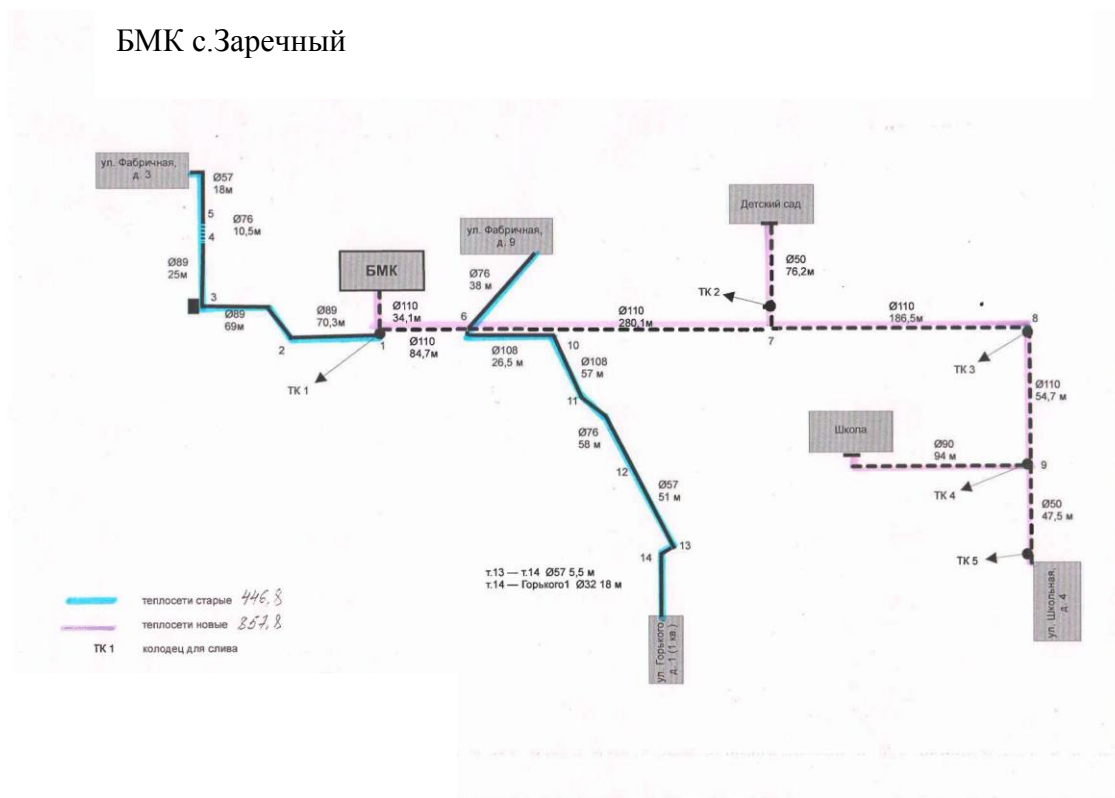 БМК с.Заречный
ул. Фабричная,
д. 3
Ø57
18м
5
4
Ø76
10,5м
Ø89
25м
3
Ø89
69м
2
Ø89
70,3м
БМК
1
ТК 1
Ø110
34,1м
Ø110
84,7м
ул. Фабричная,
д. 9
Ø76
38 м
6
Ø108
26,5 м
10
Ø108
57 м
11
Ø76
58 м
12
Ø57
51 м
13
14
т.13 — т.14 Ø57 5,5 м,
т.14 — Горького1 Ø32 18 м
ул. Горького,
д. 1 (1 кв.)
Ø110
280,1м
Детский сад
Ø50
76,2м
ТК 2
7
Ø110
186,5м
8
ТК 3
Ø110
54,7 м
Школа
Ø90
94 м
9
ТК 4
Ø50
47,5 м
ТК 5
ул. Школьная,
д. 4
теплосети старые 446,8
теплосети новые 857,8
ТК 1 колодец для слива